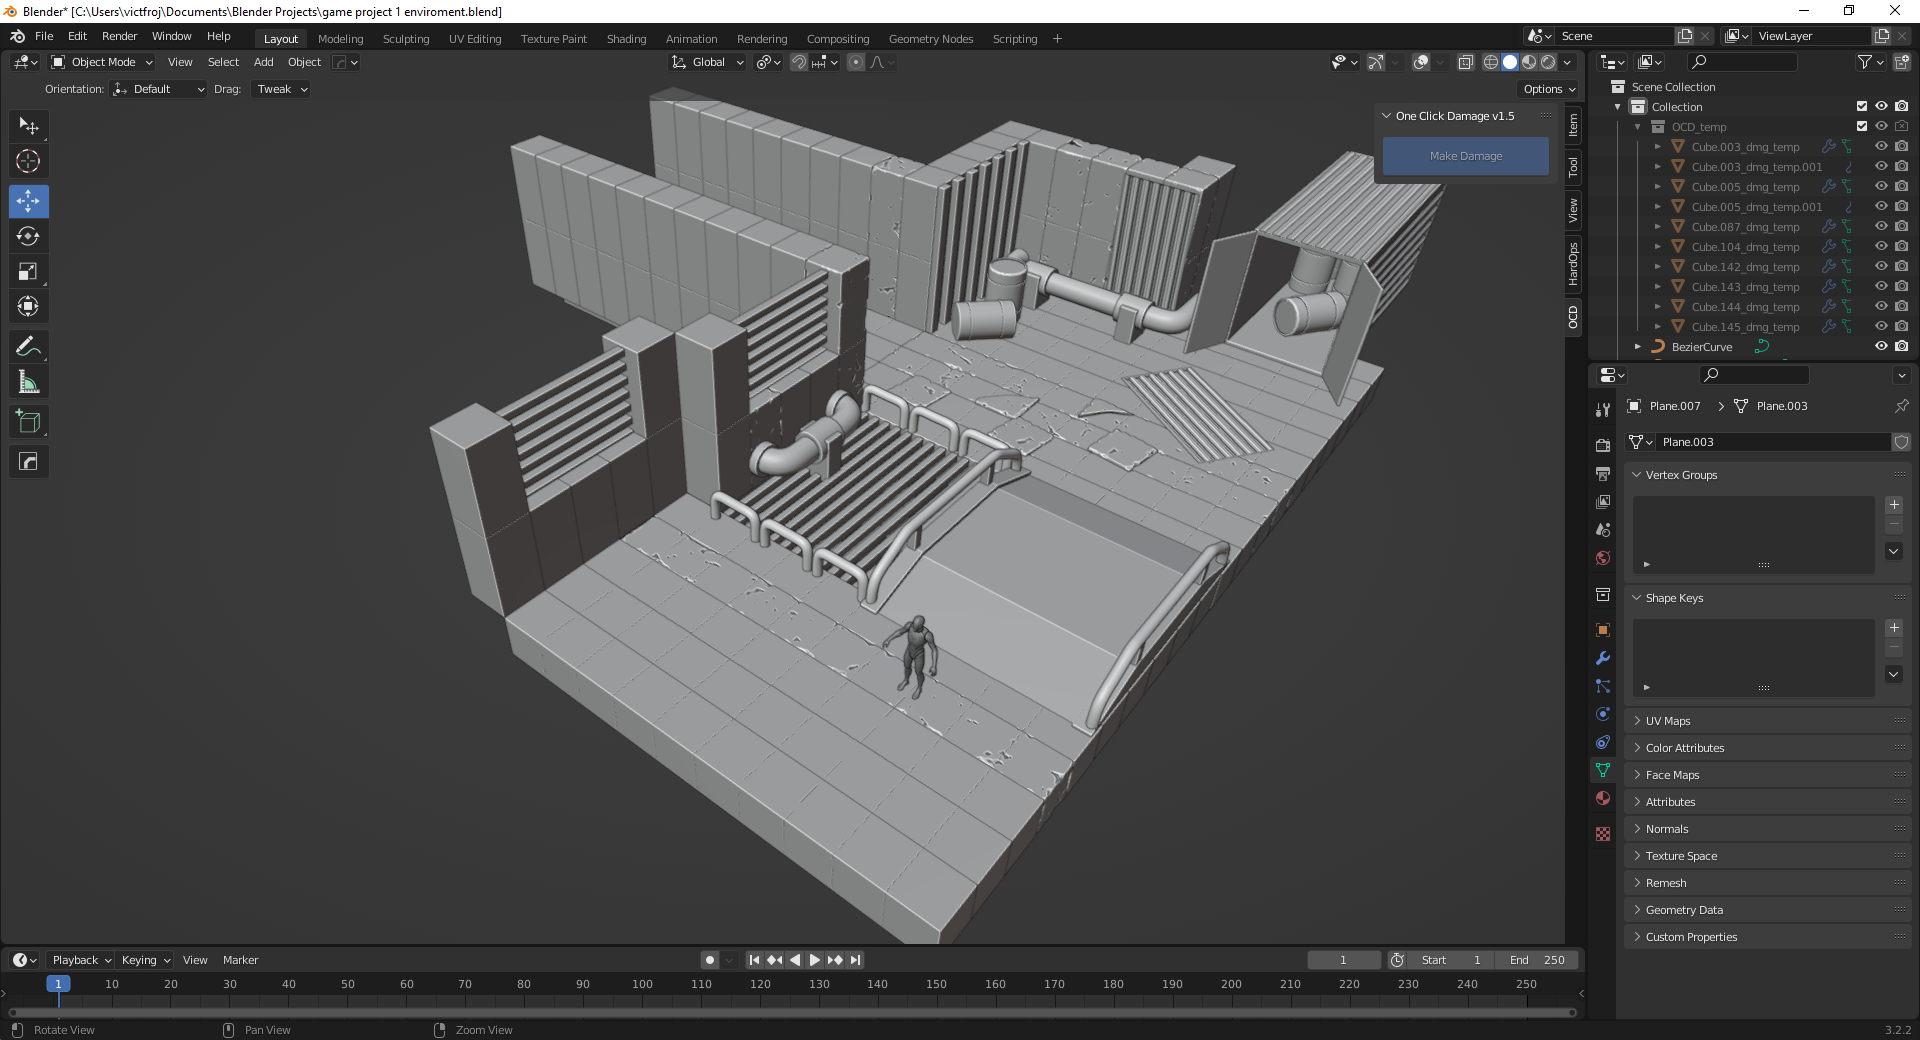 Blender* [C:\Users\victfroj\Documents\Blender Projects\game project 1 enviroment.blend]
File Edit Render Window Help Layout Modeling Sculpting UV Editing Texture Paint Shading Animation Rendering Compositing Geometry Nodes Scripting + Scene ViewLayer
Object Mode View Select Add Object Global
Orientation: Default Drag: Tweak Options
One Click Damage v1.5
Make Damage
Item
Tool
View
HardOps
OCD
Scene Collection
Collection
OCD_temp
Cube.003_dmg_temp
Cube.003_dmg_temp.001
Cube.005_dmg_temp
Cube.005_dmg_temp.001
Cube.087_dmg_temp
Cube.104_dmg_temp
Cube.142_dmg_temp
Cube.143_dmg_temp
Cube.144_dmg_temp
Cube.145_dmg_temp
BezierCurve
Plane.007 Plane.003
Plane.003
Vertex Groups
Shape Keys
UV Maps
Color Attributes
Face Maps
Attributes
Normals
Texture Space
Remesh
Geometry Data
Custom Properties
Playback Keying View Marker 1 Start 1 End 250
1 10 20 30 40 50 60 70 80 90 100 110 120 130 140 150 160 170 180 190 200 210 220 230 240 250
Rotate View Pan View Zoom View 3.2.2